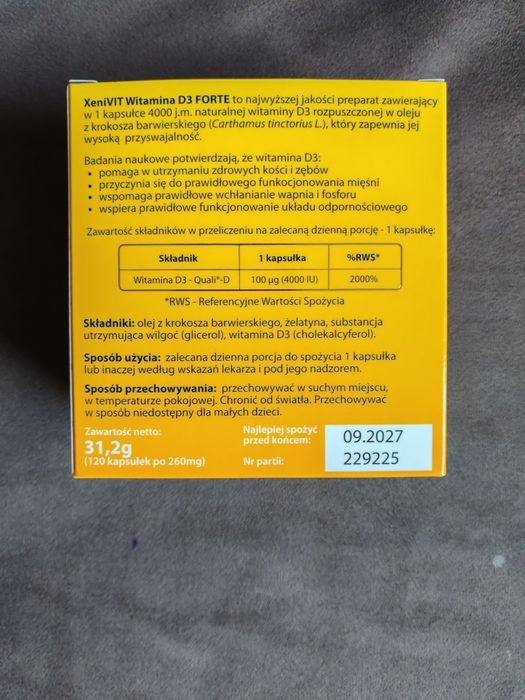 XeniVIT Witamina D3 FORTE to najwyższej jakości preparat zawierający
w 1 kapsułce 4000 j.m. naturalnej witaminy D3 rozpuszczonej w oleju
z krokosza barwierskiego (Carthamus tinctorius L.), który zapewnia jej
wysoką przyswajalność.
Badania naukowe potwierdzają, że witamina D3:
• pomaga w utrzymaniu zdrowych kości i zębów
• przyczynia się do prawidłowego funkcjonowania mięśni
• wspomaga prawidłowe wchłanianie wapnia i fosforu
• wspiera prawidłowe funkcjonowanie układu odpornościowego
Zawartość składników w przeliczeniu na zalecaną dzienną porcję - 1 kapsułkę:
Składnik 1 kapsułka %RWS*
Witamina D3 - Quali®-D 100 µg (4000 IU) 2000%
*RWS - Referencyjne Wartości Spożycia
Składniki: olej z krokosza barwierskiego, żelatyna, substancja
utrzymująca wilgoć (glicerol), witamina D3 (cholekalcyferol).
Sposób użycia: zalecana dzienna porcja do spożycia 1 kapsułka
lub inaczej według wskazań lekarza i pod jego nadzorem.
Sposób przechowywania: przechowywać w suchym miejscu,
w temperaturze pokojowej. Chronić od światła. Przechowywać
w sposób niedostępny dla małych dzieci.
Zawartość netto:
31,2g
(120 kapsułek po 260mg)
Najlepiej spożyć
przed końcem: 09.2027
Nr partii: 229225